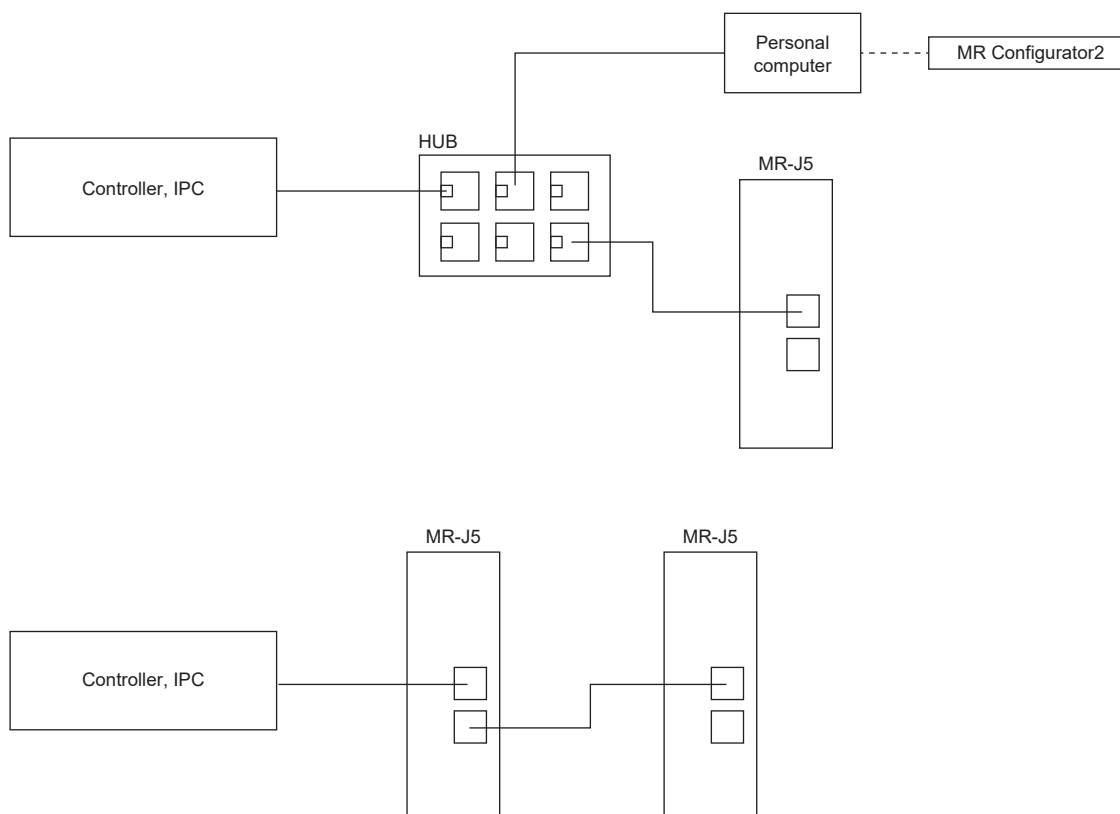 Personal
computer
MR Configurator2
HUB
Controller, IPC
MR-J5
MR-J5
MR-J5
Controller, IPC